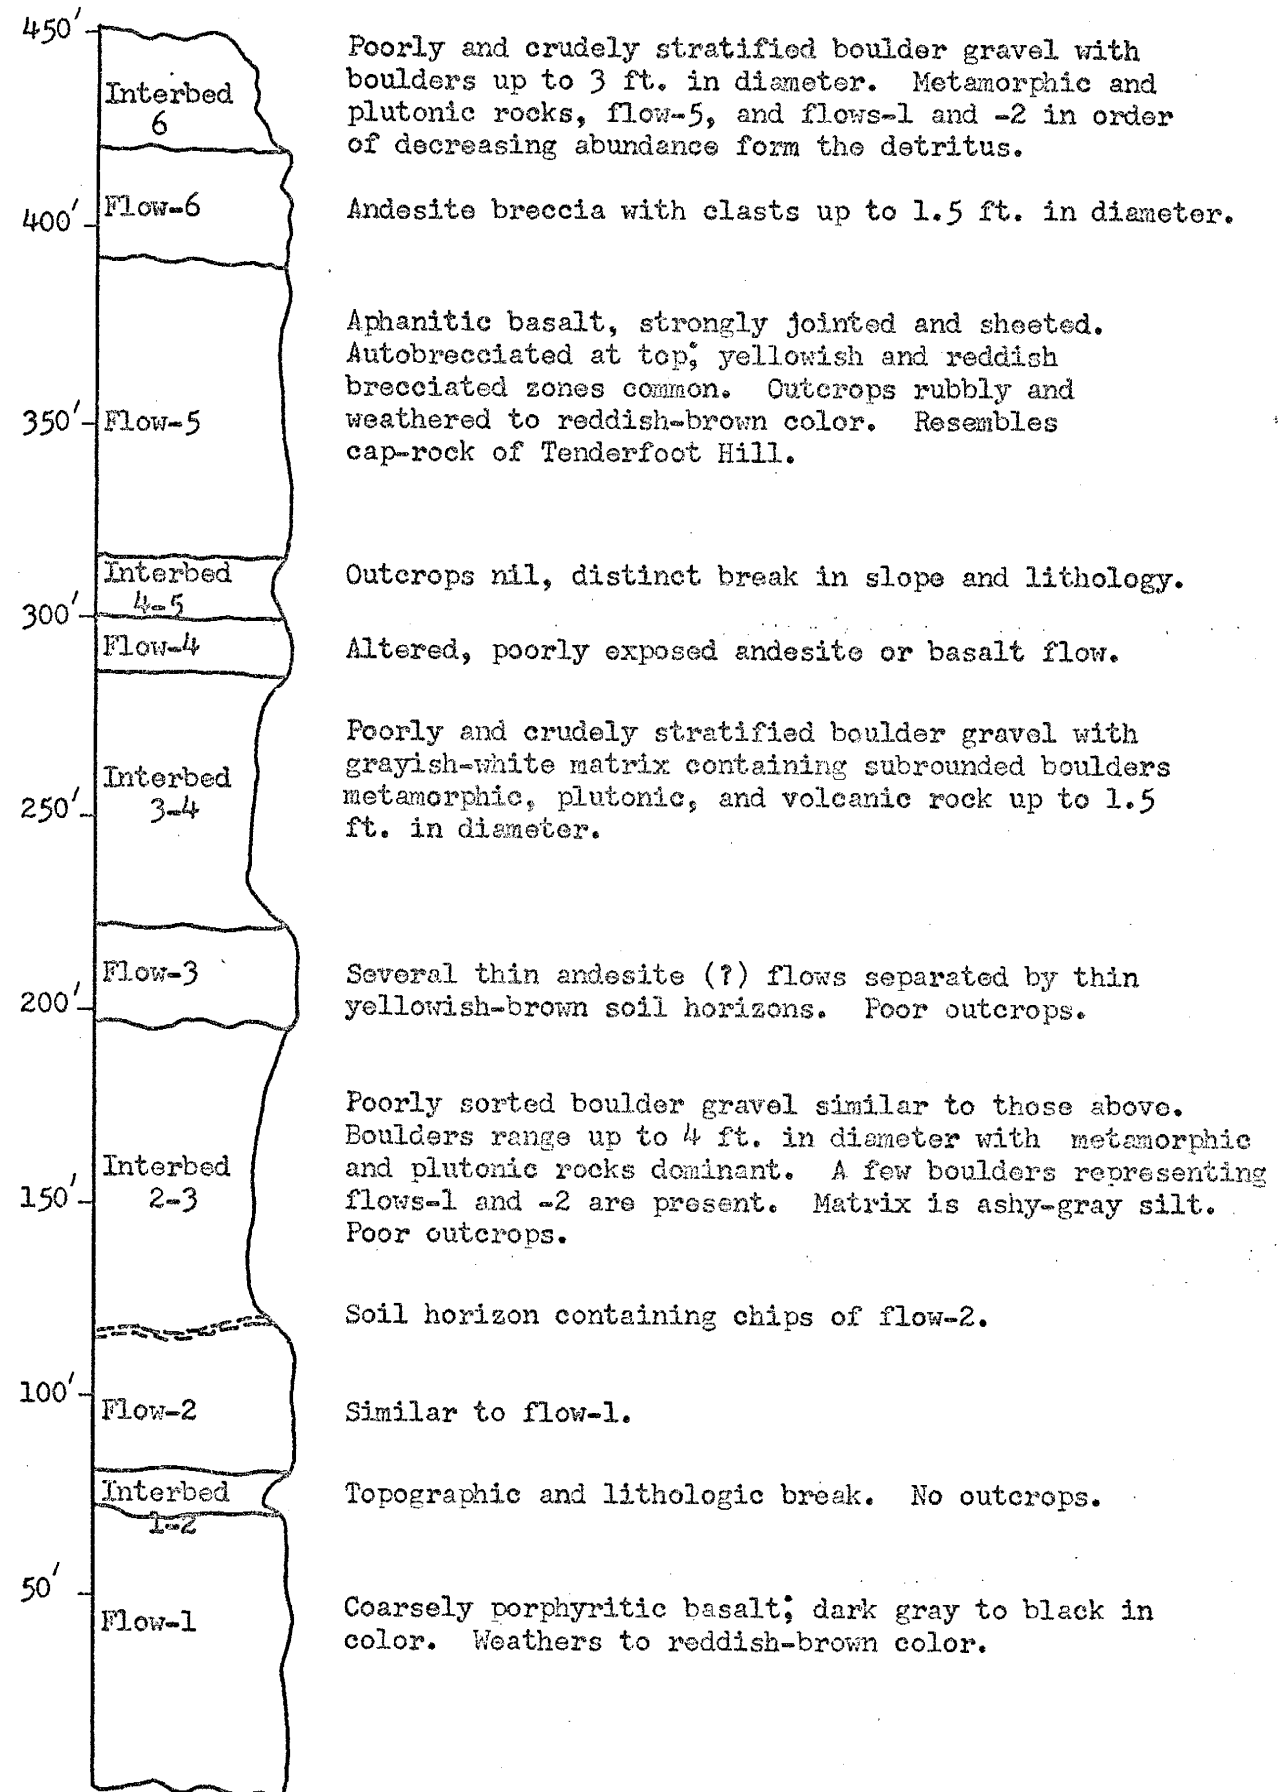 450'
Interbed
6
Poorly and crudely stratified boulder gravel with
boulders up to 3 ft. in diameter. Metamorphic and
plutonic rocks, flow-5, and flows-1 and -2 in order
of decreasing abundance form the detritus.
400'
Flow-6
Andesite breccia with clasts up to 1.5 ft. in diameter.
350'
Flow-5
Aphanitic basalt, strongly jointed and sheeted.
Autobrecciated at top; yellowish and reddish
brecciated zones common. Outcrops rubbly and
weathered to reddish-brown color. Resembles
cap-rock of Tenderfoot Hill.
Interbed
4-5
Outcrops nil, distinct break in slope and lithology.
300'
Flow-4
Altered, poorly exposed andesite or basalt flow.
Interbed
3-4
250'
Poorly and crudely stratified boulder gravel with
grayish-white matrix containing subrounded boulders
metamorphic, plutonic, and volcanic rock up to 1.5
ft. in diameter.
Flow-3
200'
Several thin andesite (?) flows separated by thin
yellowish-brown soil horizons. Poor outcrops.
Interbed
2-3
150'
Poorly sorted boulder gravel similar to those above.
Boulders range up to 4 ft. in diameter with metamorphic
and plutonic rocks dominant. A few boulders representing
flows-1 and -2 are present. Matrix is ashy-gray silt.
Poor outcrops.
Soil horizon containing chips of flow-2.
100'
Flow-2
Similar to flow-1.
Interbed
1-2
Topographic and lithologic break. No outcrops.
50'
Flow-1
Coarsely porphyritic basalt; dark gray to black in
color. Weathers to reddish-brown color.